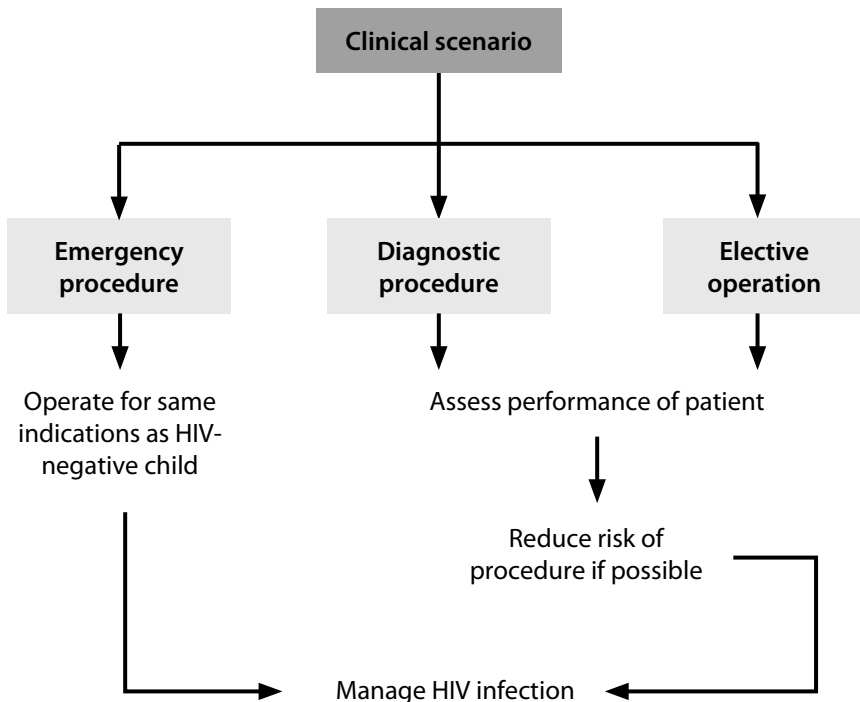 Clinical scenario
Emergency
procedure
Diagnostic
procedure
Elective
operation
Operate for same
indications as HIV-
negative child
Assess performance of patient
Reduce risk of
procedure if possible
Manage HIV infection